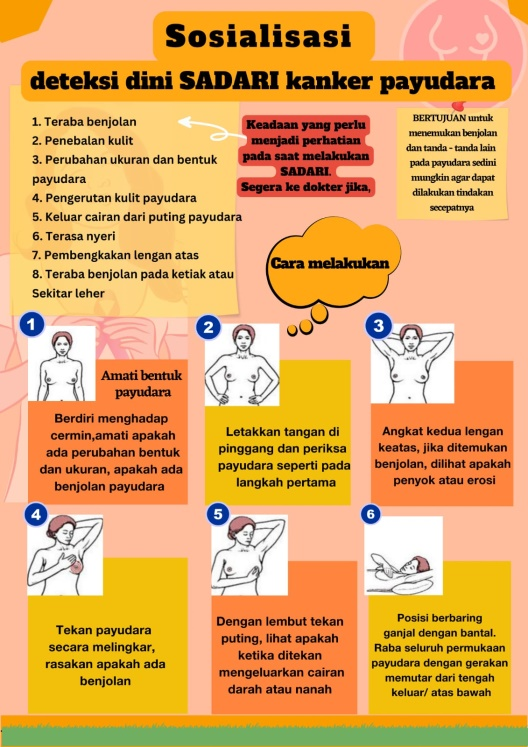 Sosialisasi
deteksi dini SADARI kanker payudara
1. Teraba benjolan
2. Penebalan kulit
3. Perubahan ukuran dan bentuk
payudara
4. Pengerutan kulit payudara
5. Keluar cairan dari puting payudara
6. Terasa nyeri
7. Pembengkakan lengan atas
8. Teraba benjolan pada ketiak atau
Sekitar leher
Keadaan yang perlu
menjadi perhatian
pada saat melakukan
SADARI.
Segera ke dokter jika,
BERTUJUAN untuk
menemukan benjolan
dan tanda - tanda lain
pada payudara sedini
mungkin agar dapat
dilakukan tindakan
secepatnya
Cara melakukan
1
Amati bentuk
payudara
Berdiri menghadap
cermin,amati apakah
ada perubahan bentuk
dan ukuran, apakah ada
benjolan payudara
2
Letakkan tangan di
pinggang dan periksa
payudara seperti pada
langkah pertama
3
Angkat kedua lengan
keatas, jika ditemukan
benjolan, dilihat apakah
penyok atau erosi
4
Tekan payudara
secara melingkar,
rasakan apakah ada
benjolan
5
Dengan lembut tekan
puting, lihat apakah
ketika ditekan
mengeluarkan cairan
darah atau nanah
6
Posisi berbaring
ganjal dengan bantal.
Raba seluruh permukaan
payudara dengan gerakan
memutar dari tengah
keluar/ atas bawah